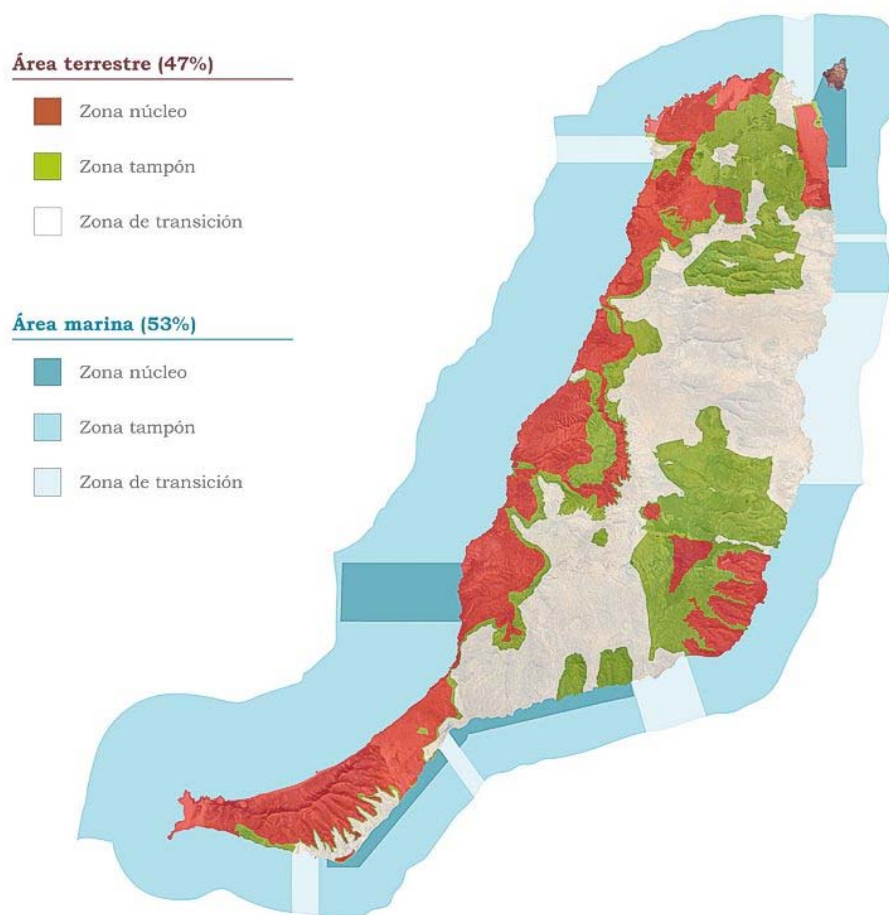 Área terrestre (47%)
Zona núcleo
Zona tampón
Zona de transición
Área marina (53%)
Zona núcleo
Zona tampón
Zona de transición